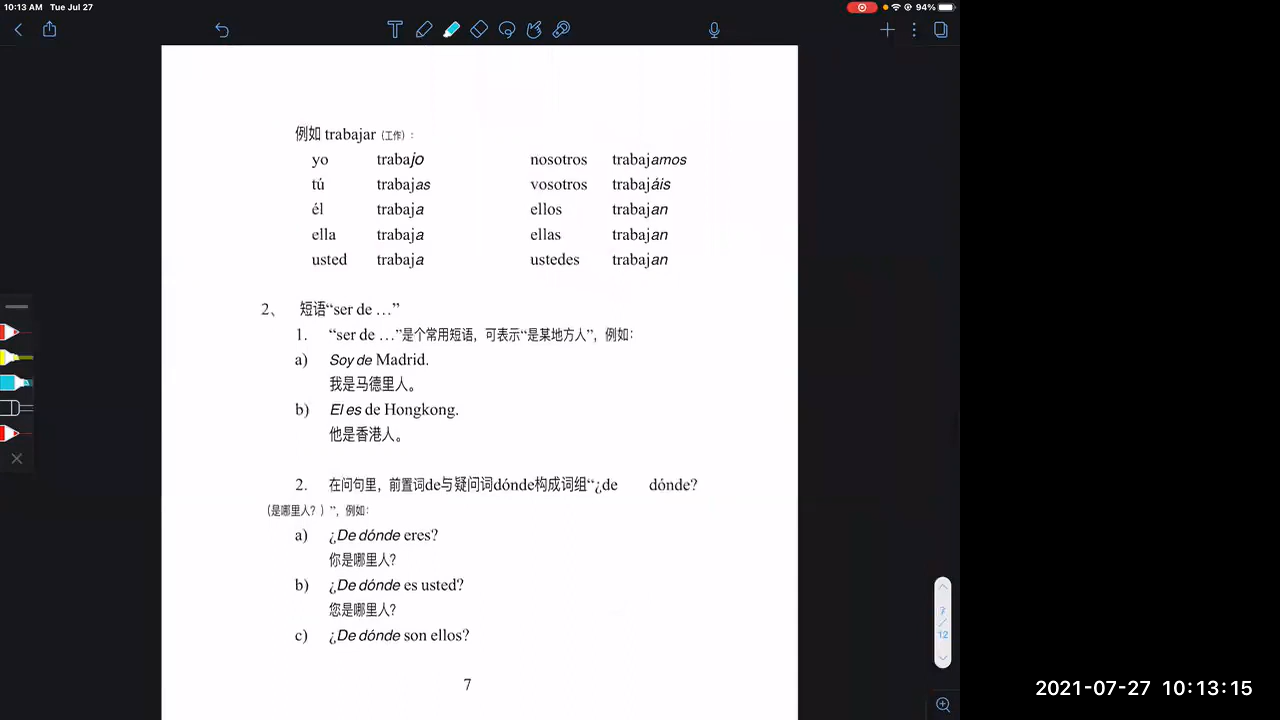 10:13 AM Tue Jul 27
94%
例如 trabajar（工作）：
yo trabajo nosotros trabajamos
tú trabajas vosotros trabajáis
él trabaja ellos trabajan
ella trabaja ellas trabajan
usted trabaja ustedes trabajan
2、 短语“ser de …”
1. “ser de …”是个常用短语，可表示“是某地方人”，例如：
a) Soy de Madrid.
我是马德里人。
b) El es de Hongkong.
他是香港人。
2. 在问句里，前置词de与疑问词dónde构成词组“¿de dónde?
（是哪里人？）”，例如：
a) ¿De dónde eres?
你是哪里人？
b) ¿De dónde es usted?
您是哪里人？
c) ¿De dónde son ellos?
7
7
/
12
2021-07-27 10:13:15